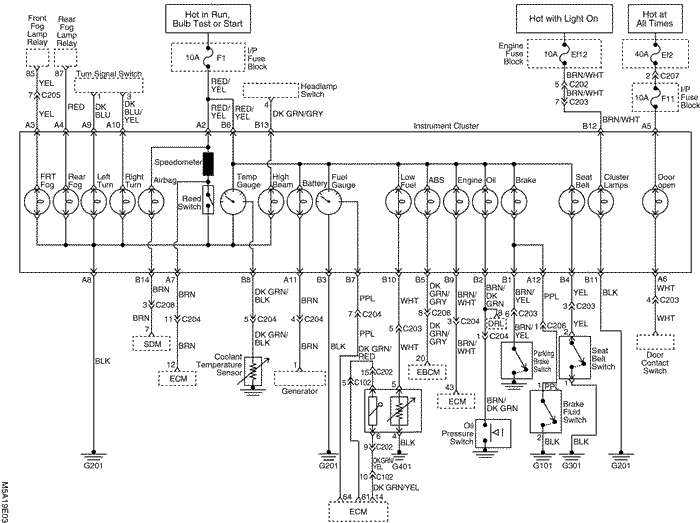 Front
Fog
Lamp
Relay
Rear
Fog
Lamp
Relay
Hot in Run,
Bulb Test or Start
Hot with Light On
Hot at
All Times
10A F1
I/P
Fuse
Block
Engine
Fuse
Block
10A Ef12
40A Ef2
85 87
Turn Signal Switch
RED/
YEL
Headlamp
Switch
BRN/WHT
5 C202
BRN/WHT
7 C203
2 C207
10A F11
I/P
Fuse
Block
YEL
7 C205
1 3
DK
BLU
DK
BLU/
YEL
RED/
YEL
RED/
YEL
4
DK GRN/GRY
YEL RED
BRN/WHT
A3 A4 A9 A10 A2 B6 B13 Instrument Cluster B12 A5
Speedometer
FRT
Fog
Rear
Fog
Left
Turn
Right
Turn
Airbag
Reed
Switch
Temp
Gauge
High
Beam
Battery
Fuel
Gauge
Low
Fuel
ABS
Engine
Oil
Brake
Seat
Belt
Cluster
Lamps
Door
open
A8 B14 A7 B8 A11 B3 B7 B10 B5 B9 B2 B1 A12 B4 B11 A6
BRN
3 C208
BRN
7
SDM
BRN
11 C204
BRN
12
ECM
DK GRN/
BLK
5 C204
DK GRN/
BLK
Coolant
Temperature
Sensor
BRN
4 C204
BRN
1
Generator
BLK
BLK
PPL
7 C204
PPL
DK GRN/
RED
15 C202
5 C102
WHT
5 C203
WHT
5
DK
GRN/
GRY
8 C206
DK
GRN/
GRY
20
EBCM
BRN/
WHT
3 C204
BRN/
WHT
43
ECM
BRN/
DK
GRN
8
DRL
1 C204
BRN/
DK GRN
Oil
Pressure
Switch
BRN/
YEL
6 C203
BRN/
YEL
Parking
Brake
Switch
PPL
1 C206
PPL
1
Brake
Fluid
Switch
2
BLK
YEL
3 C203
YEL
2
Seat
Belt
Switch
1
BLK
BLK
WHT
4 C203
WHT
Door
Contact
Switch
6 4
9 C202
BLK
DKGRN/
YEL
10 C102
DK GRN/YEL
G201 G201 G401 G101 G301 G201
64 61 14
ECM
M5A19E03